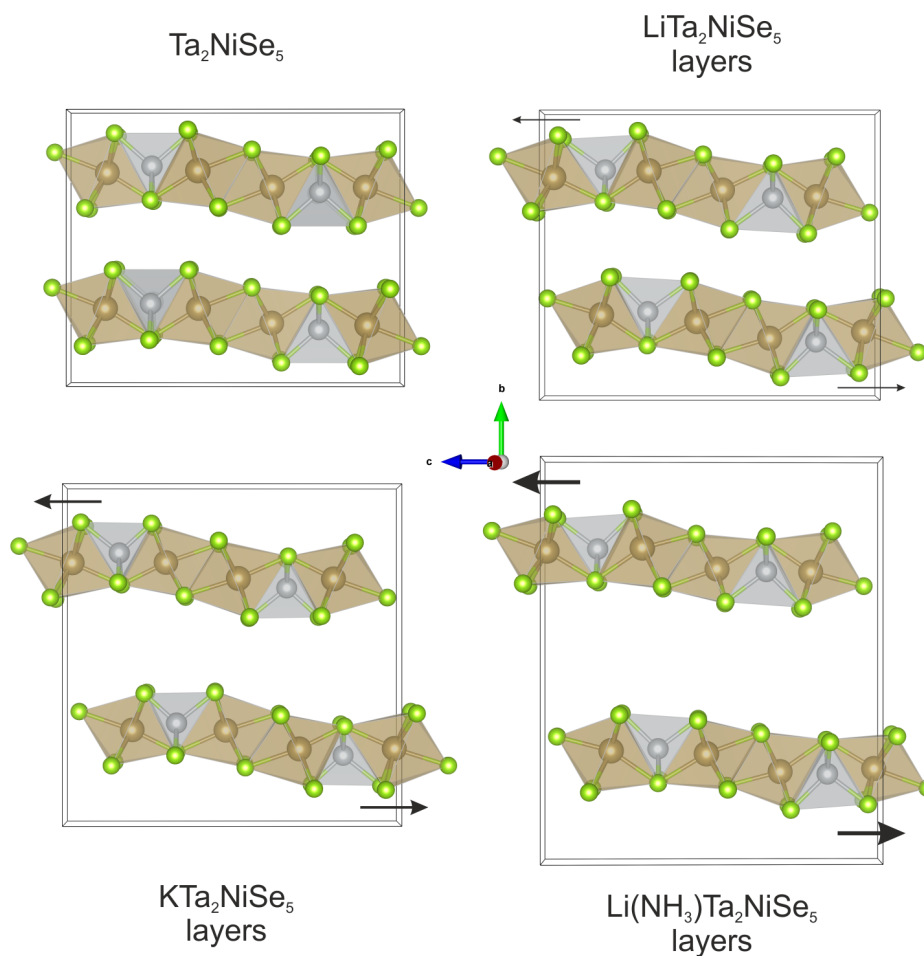 Ta₂NiSe₅
LiTa₂NiSe₅
layers
b
c
a
KTa₂NiSe₅
layers
Li(NH₃)Ta₂NiSe₅
layers